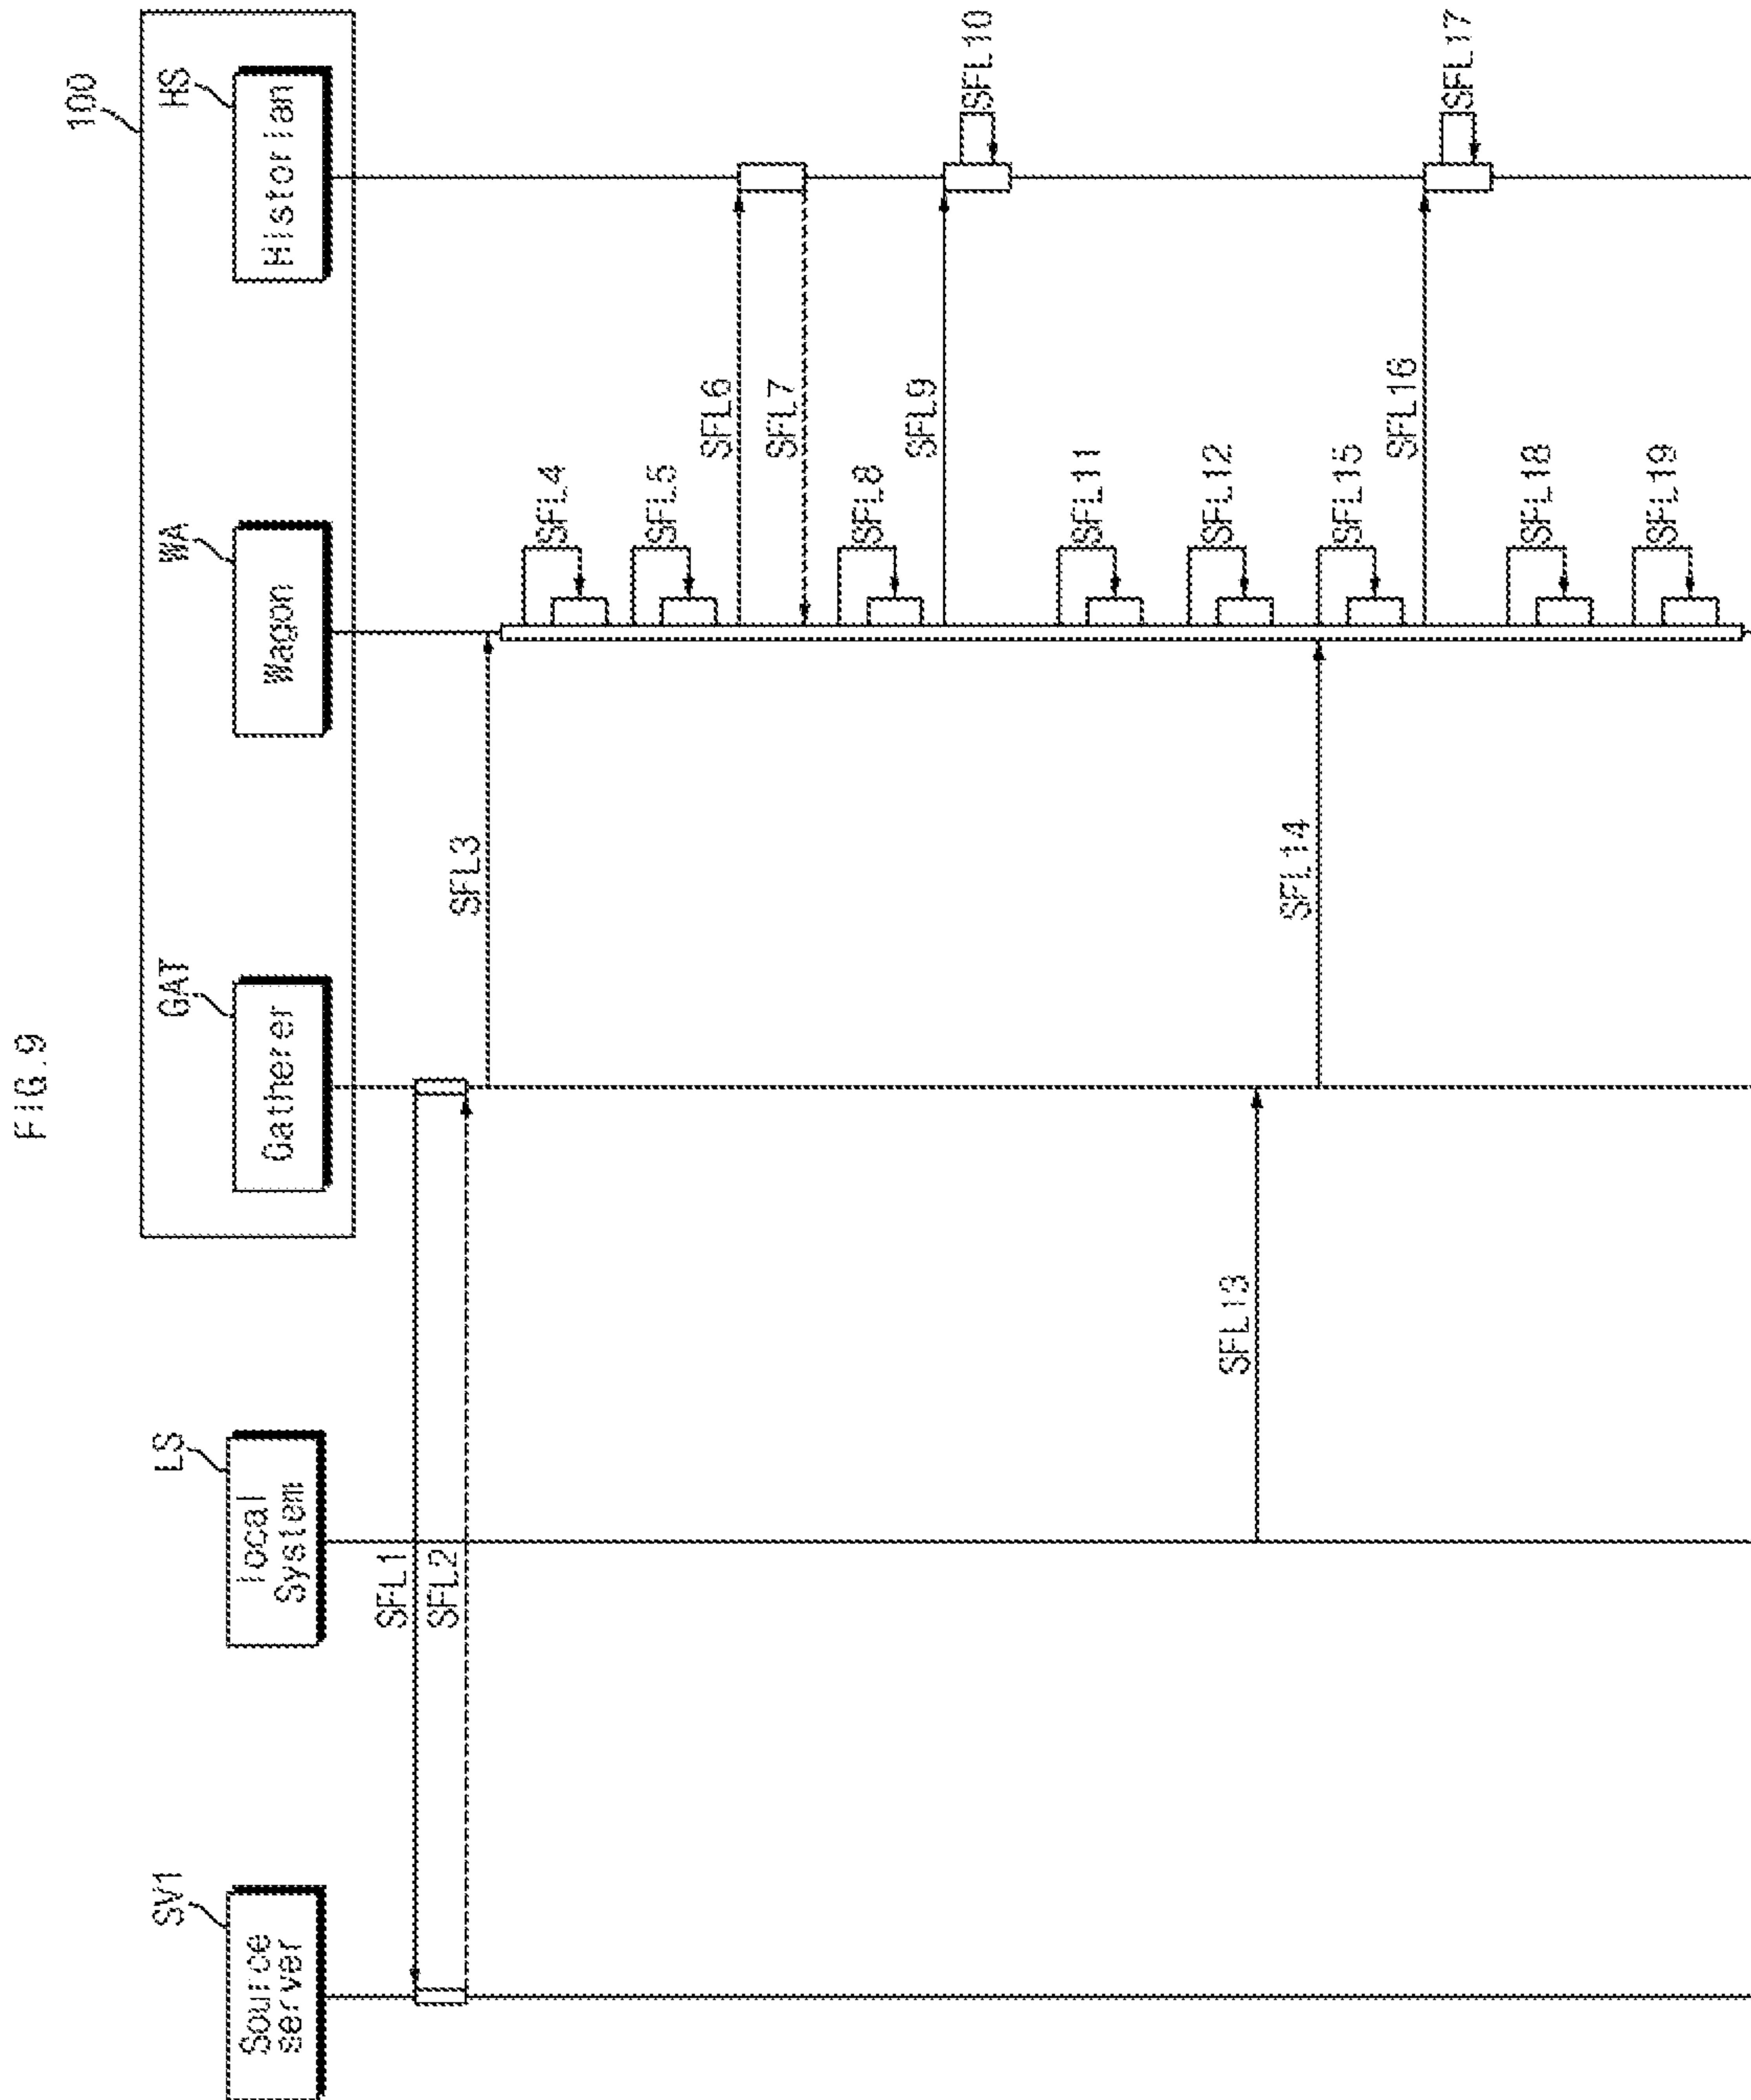 FIG.9
100
SV1
LS
GAT
WA
HS
Source
server
local
System
Gatherer
Wagon
Historian
SFL1
SFL2
SFL3
SFL4
SFL5
SFL6
SFL7
SFL8
SFL9
SFL10
SFL11
SFL12
SFL13
SFL14
SFL15
SFL16
SFL17
SFL18
SFL19